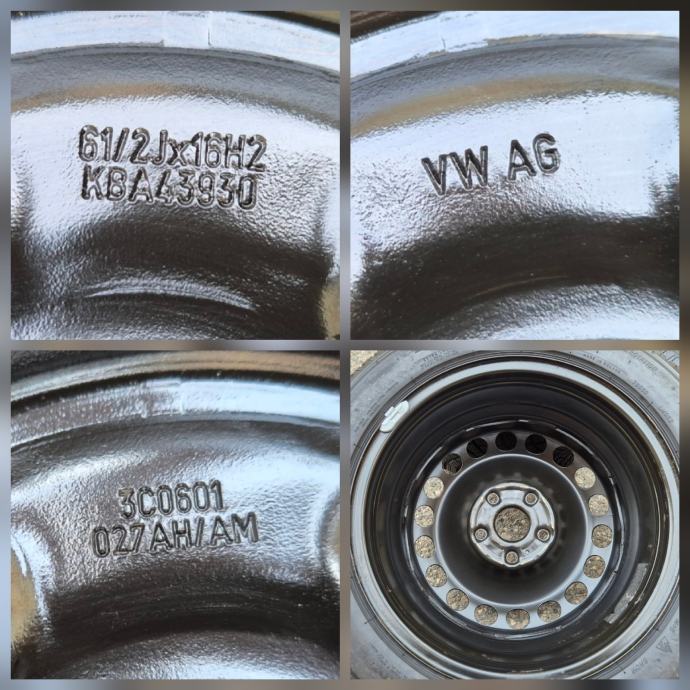 61/2Jx16H2
KBA43930
VW AG
3C0601
027AH/AM